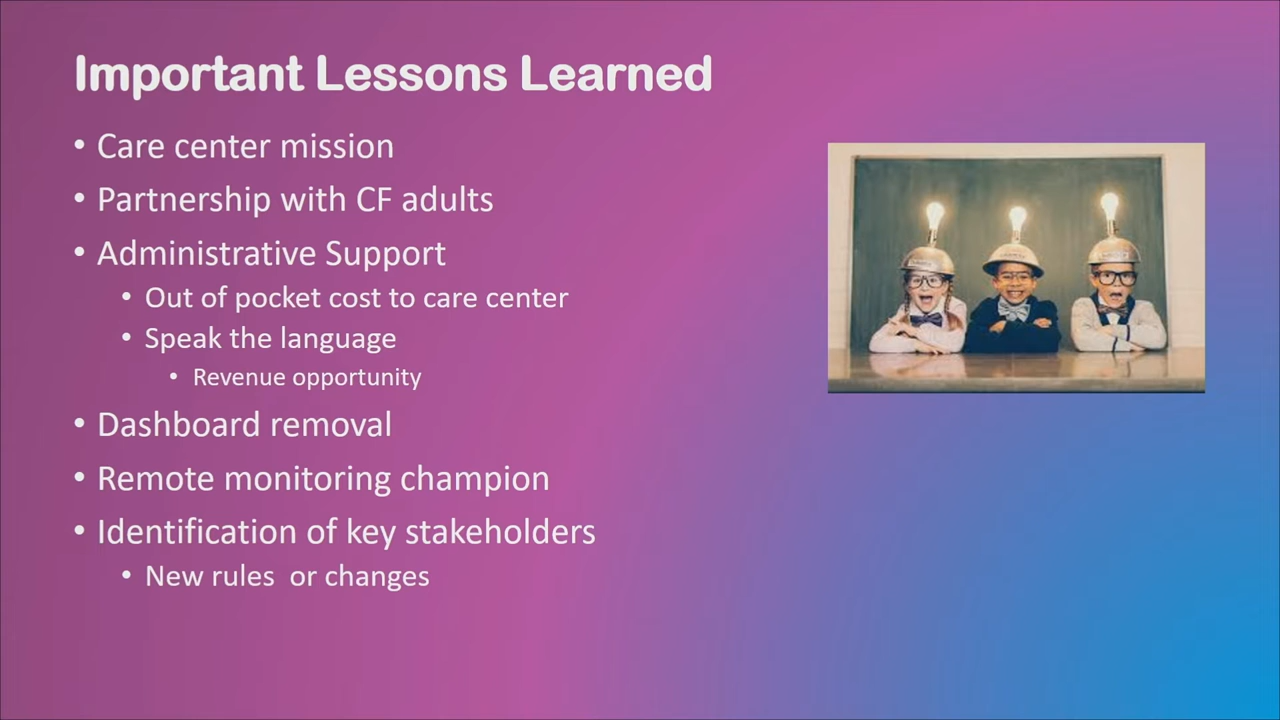 Important Lessons Learned
• Care center mission
• Partnership with CF adults
• Administrative Support
• Out of pocket cost to care center
• Speak the language
• Revenue opportunity
• Dashboard removal
• Remote monitoring champion
• Identification of key stakeholders
• New rules  or changes